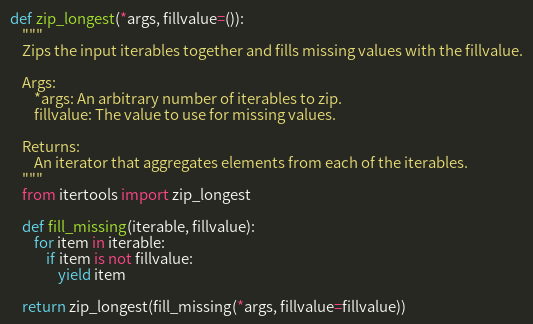 def zip_longest(*args, fillvalue=()):
    """
    Zips the input iterables together and fills missing values with the fillvalue.

    Args:
        *args: An arbitrary number of iterables to zip.
        fillvalue: The value to use for missing values.

    Returns:
        An iterator that aggregates elements from each of the iterables.
    """
    from itertools import zip_longest

    def fill_missing(iterable, fillvalue):
        for item in iterable:
            if item is not fillvalue:
                yield item

    return zip_longest(fill_missing(*args, fillvalue=fillvalue))